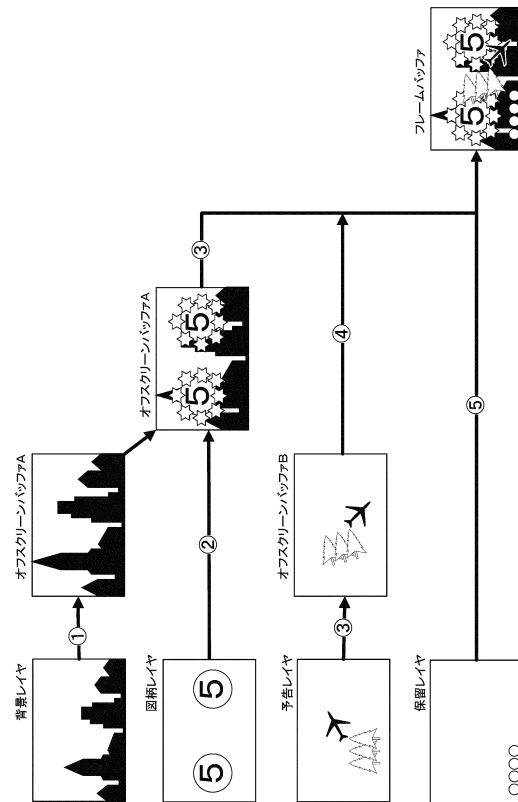 背景レイヤ
①
オフスクリーンバッファA
図柄レイヤ
5 5
②
オフスクリーンバッファA
5 5
③
予告レイヤ
③
オフスクリーンバッファB
④
保留レイヤ
⑤
フレームバッファ
5 5